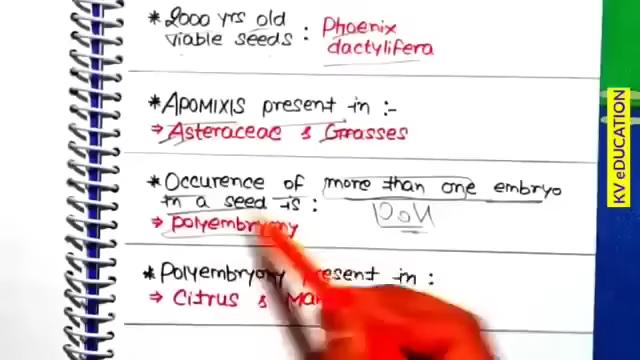 *2000 yrs old
viable seeds : Phoenix
dactylifera
*APOMIXIS present in :-
→ Asteraceae & Grasses
*Occurence of more than one embryo
in a seed is :
→ polyembryony
*Polyembryony present in :
→ Citrus &
KV eDUCATION